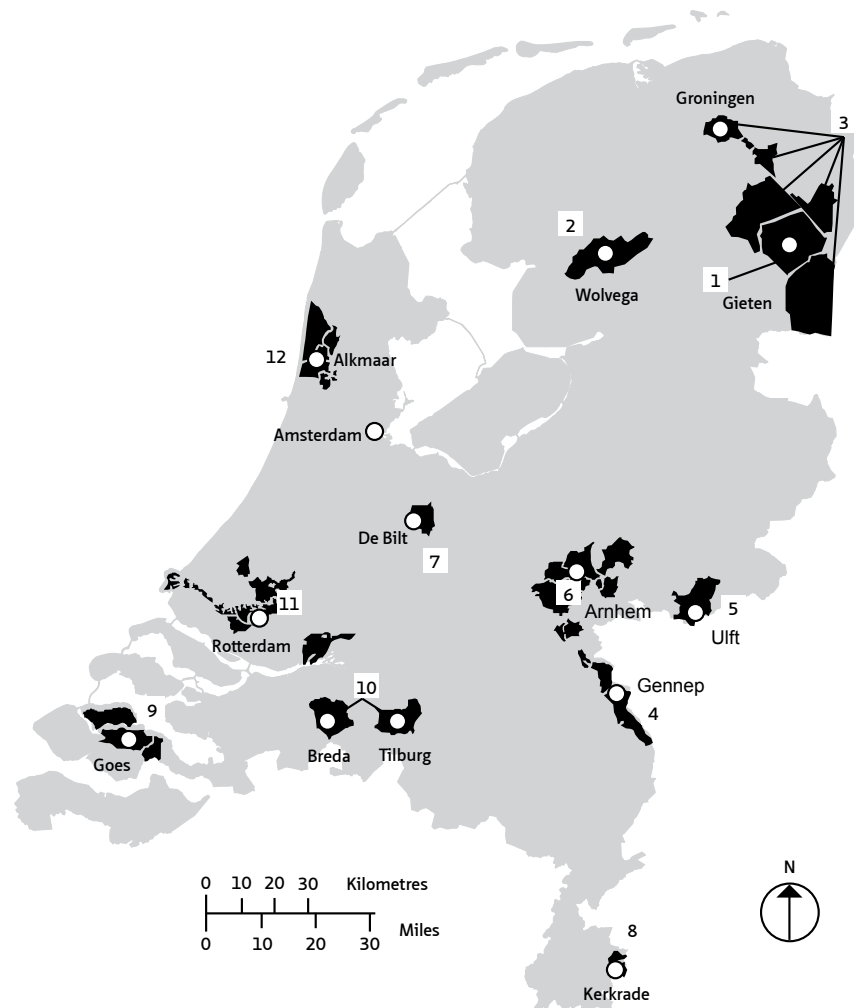 Groningen
3
2
Wolvega
1
Gieten
12
Alkmaar
Amsterdam
De Bilt
7
11
6
Arnhem
5
Ulft
Rotterdam
Gennep
4
10
9
Goes
Breda
Tilburg
0 10 20 30 Kilometres
Miles
0 10 20 30
N
8
Kerkrade